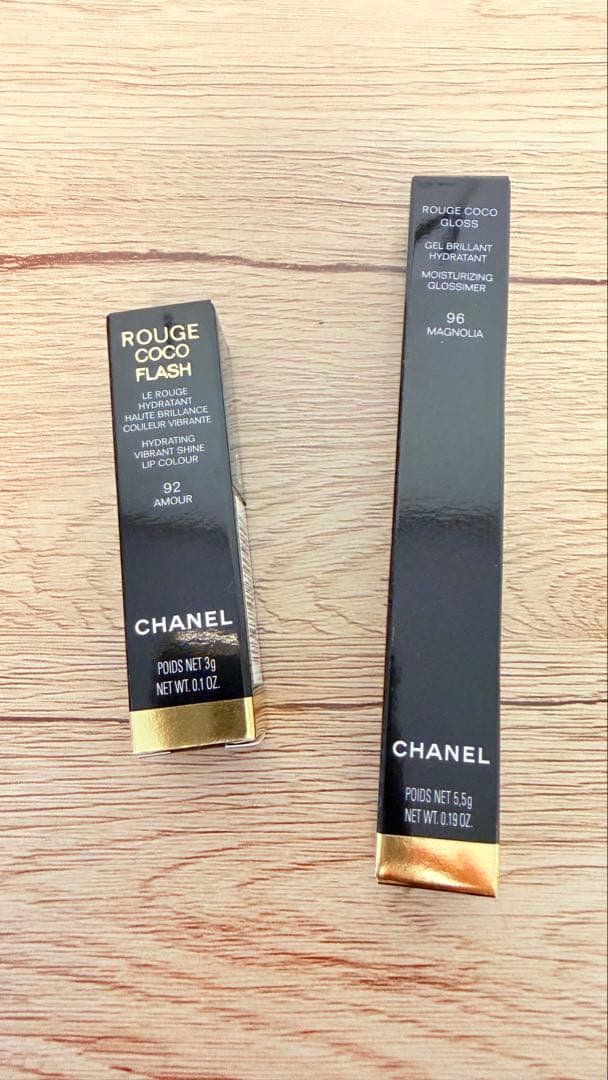 ROUGE
COCO
FLASH
LE ROUGE
HYDRATANT
HAUTE BRILLANCE
COULEUR VIBRANTE
HYDRATING
VIBRANT SHINE
LIP COLOUR
92
AMOUR
CHANEL
POIDS NET 3g
NET WT. 0.1 OZ.
ROUGE COCO
GLOSS
GEL BRILLANT
HYDRATANT
MOISTURIZING
GLOSSIMER
96
MAGNOLIA
CHANEL
POIDS NET 5,5g
NET WT. 0.19 OZ.